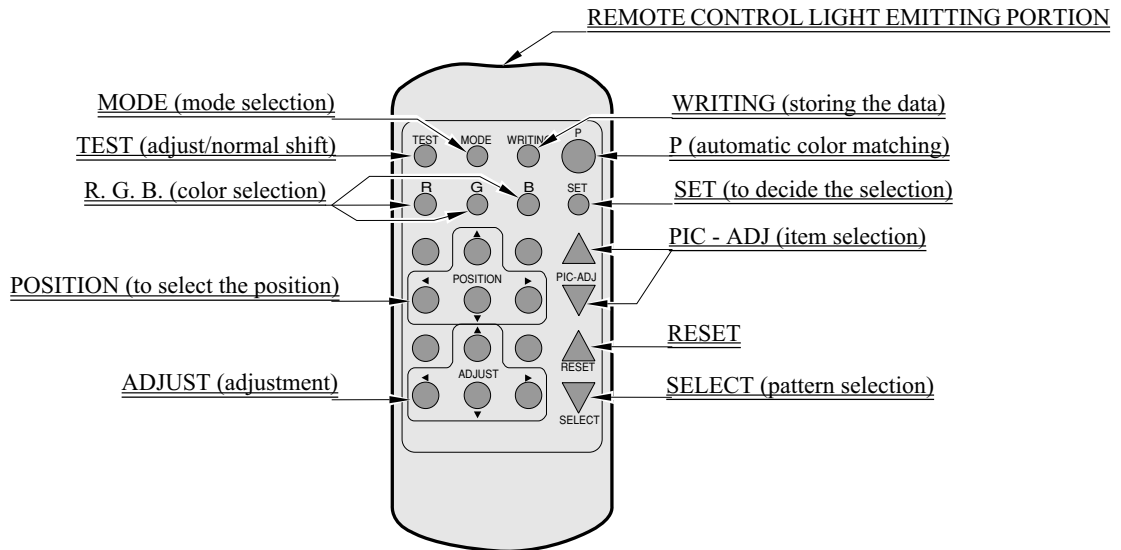 REMOTE CONTROL LIGHT EMITTING PORTION
MODE (mode selection)
WRITING (storing the data)
TEST (adjust/normal shift)
P (automatic color matching)
R. G. B. (color selection)
SET (to decide the selection)
PIC - ADJ (item selection)
POSITION (to select the position)
RESET
ADJUST (adjustment)
SELECT (pattern selection)
TEST MODE WRITING P
R G B SET
POSITION PIC-ADJ
ADJUST RESET
SELECT